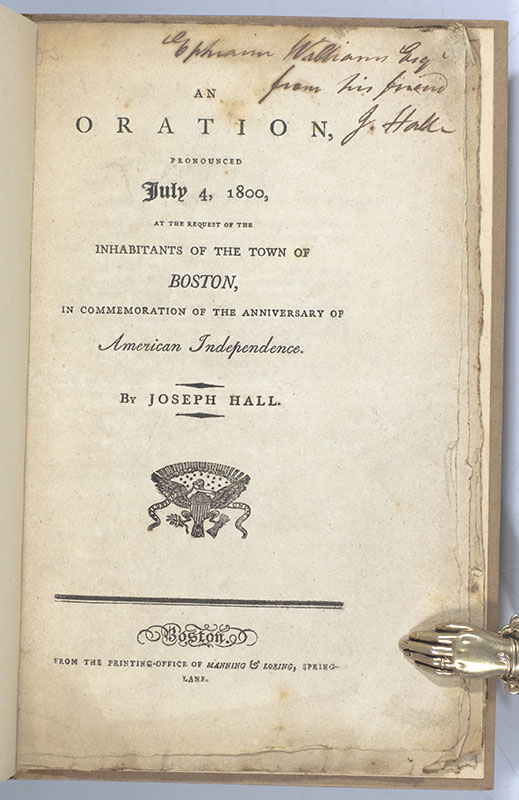 Ephraim Williams Esqr
from his friend
J. Hall
AN
ORATION,
PRONOUNCED
July 4, 1800,
AT THE REQUEST OF THE
INHABITANTS OF THE TOWN OF
BOSTON,
IN COMMEMORATION OF THE ANNIVERSARY OF
American Independence.
By JOSEPH HALL.
Boston.
FROM THE PRINTING-OFFICE OF MANNING & LORING, SPRING-
LANE.